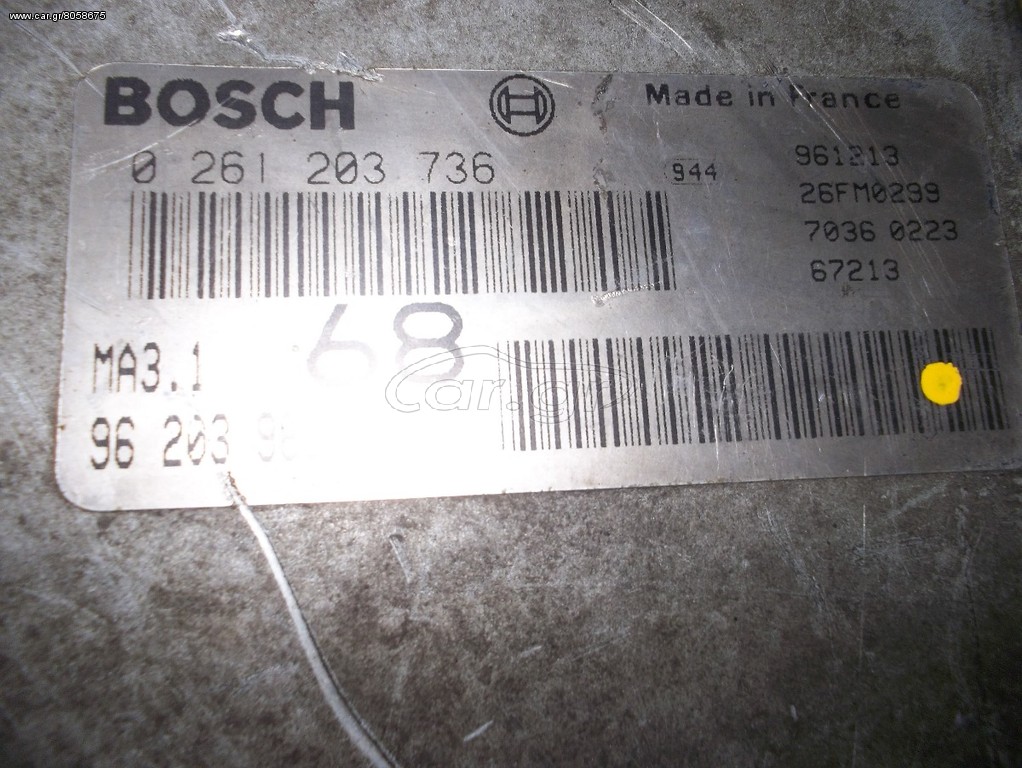 www.car.gr/8058675
BOSCH
Made in France
0 261 203 736
944
961213
26FM0299
7036 0223
67213
68
MA3.1
car.gr
96 203